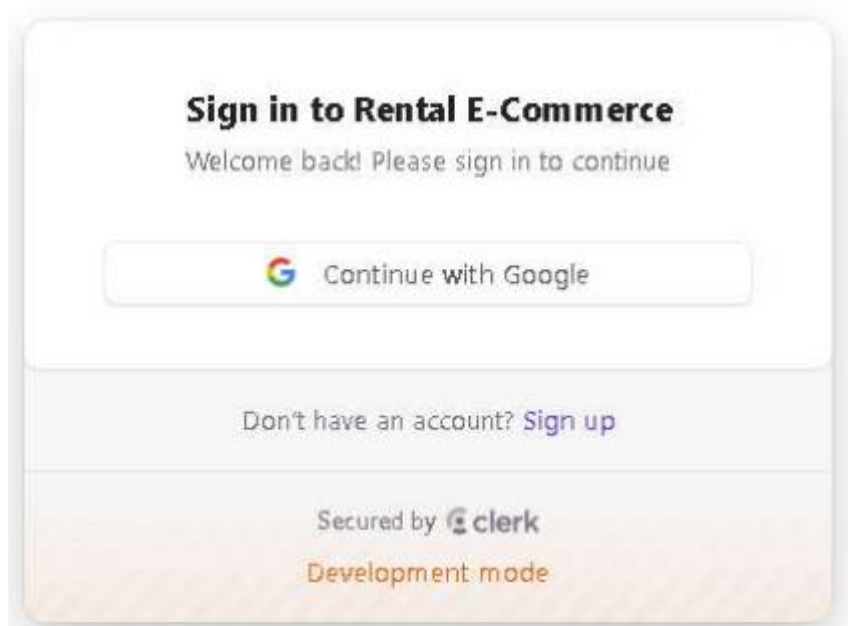 Sign in to Rental E-Commerce
Welcome back! Please sign in to continue
Continue with Google
Don't have an account? Sign up
Secured by clerk
Development mode